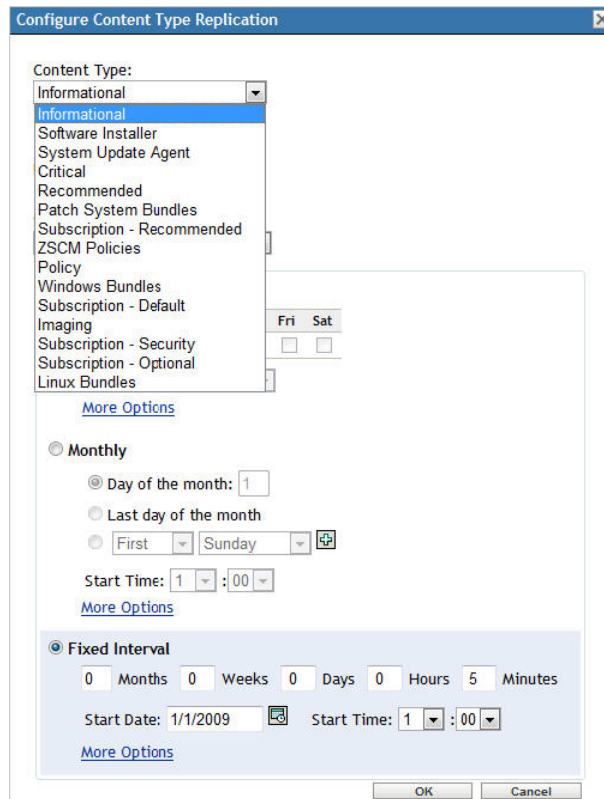 Configure Content Type Replication
Content Type:
Informational
Informational
Software Installer
System Update Agent
Critical
Recommended
Patch System Bundles
Subscription - Recommended
ZSCM Policies
Policy
Windows Bundles
Subscription - Default
Imaging
Subscription - Security
Subscription - Optional
Linux Bundles
Fri Sat
More Options
Monthly
Day of the month: 1
Last day of the month
First Sunday
Start Time: 1 : 00
More Options
Fixed Interval
0 Months 0 Weeks 0 Days 0 Hours 5 Minutes
Start Date: 1/1/2009 Start Time: 1 : 00
More Options
OK Cancel